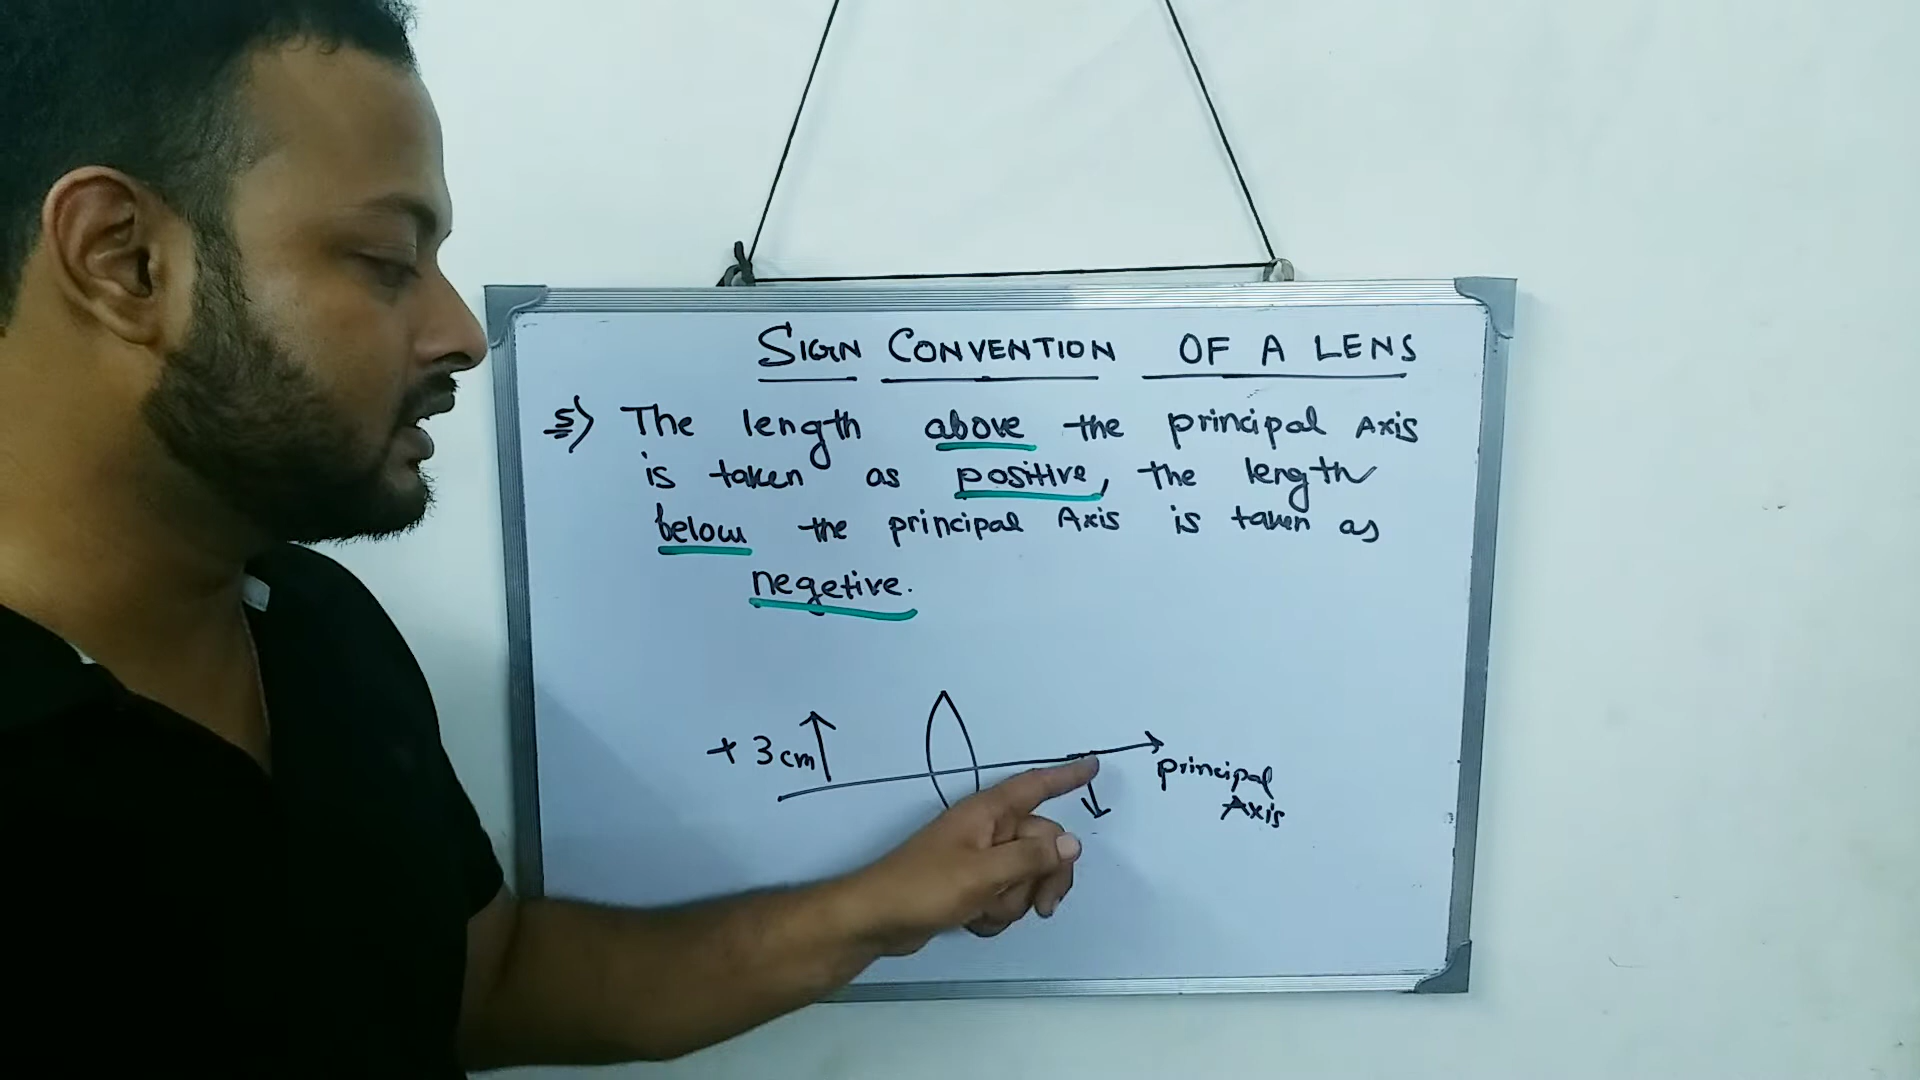 SIGN CONVENTION OF A LENS
5) The length above the principal Axis
is taken as positive, the length
below the principal Axis is taken as
negetive.
+ 3cm
principal
Axis